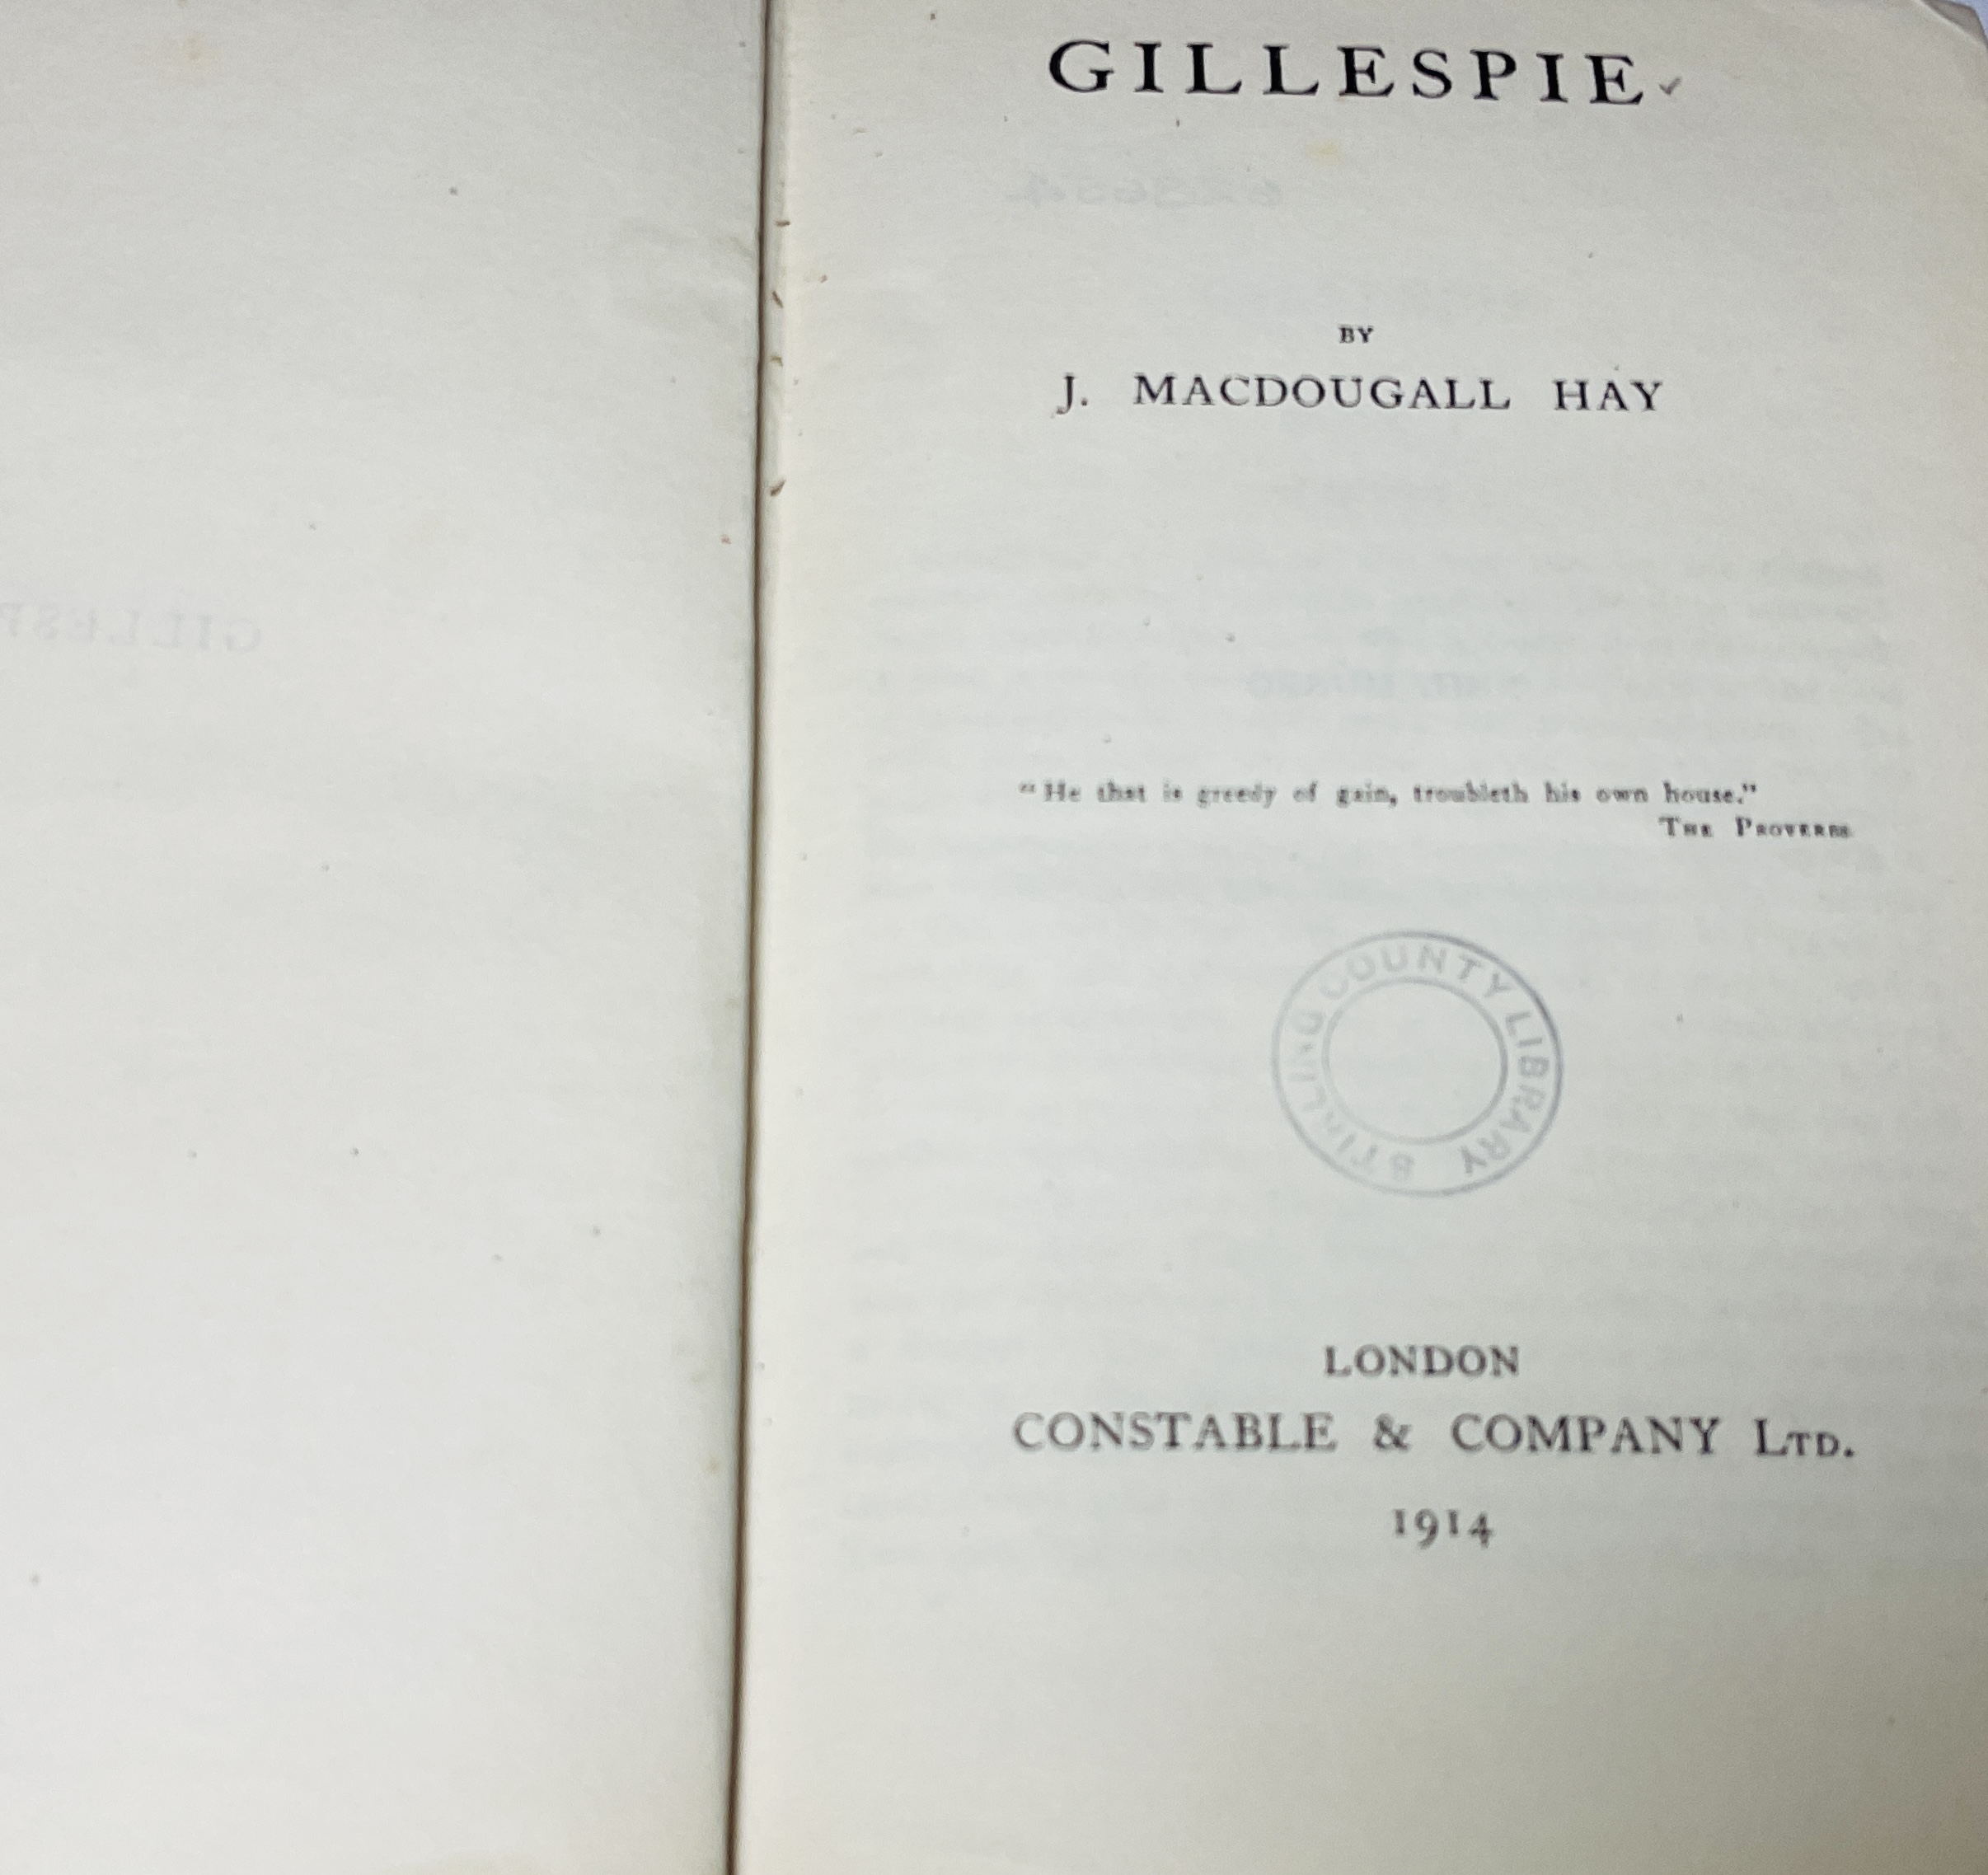 GILLESPIE
BY
J. MACDOUGALL HAY
"He that is greedy of gain, troubleth his own house."
THE PROVERBS
STIRLING COUNTY LIBRARY
LONDON
CONSTABLE & COMPANY LTD.
1914